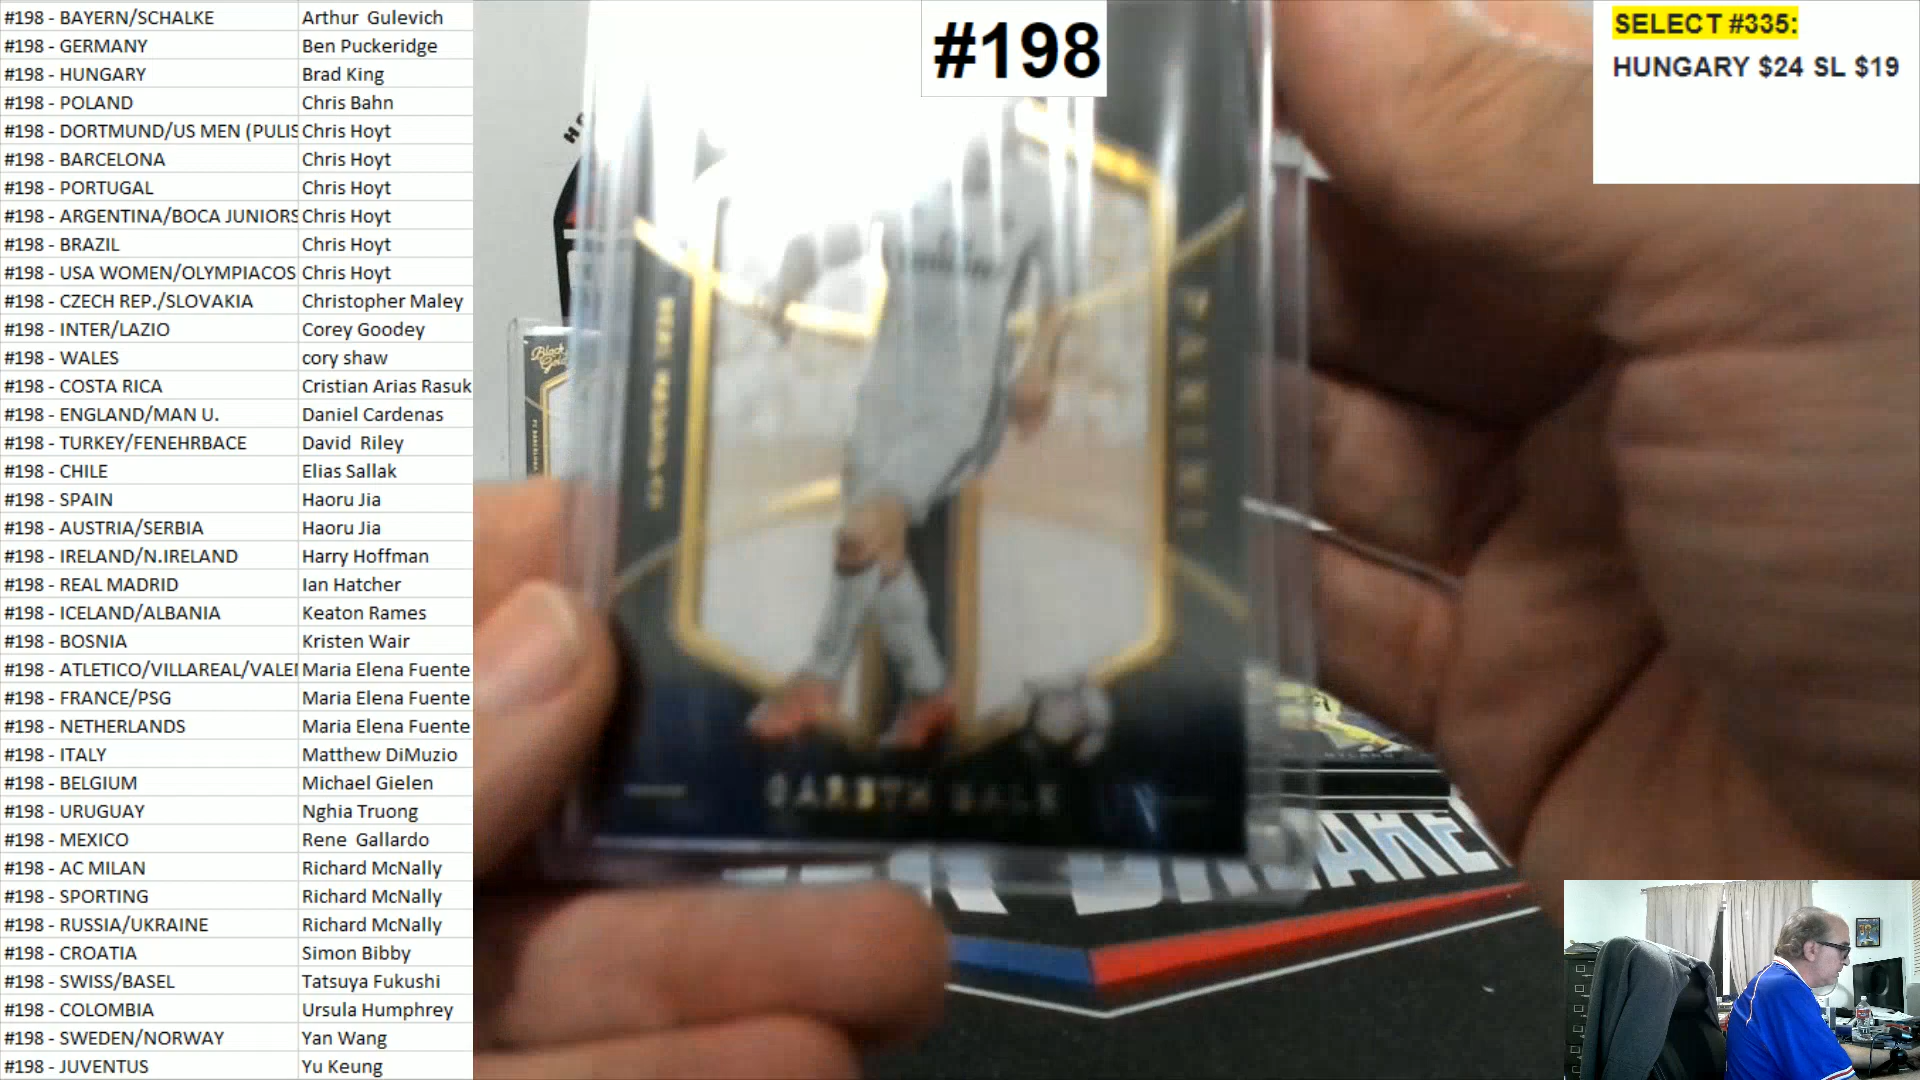 #198 - BAYERN/SCHALKE Arthur Gulevich
#198 - GERMANY Ben Puckeridge
#198 - HUNGARY Brad King
#198 - POLAND Chris Bahn
#198 - DORTMUND/US MEN (PULIS Chris Hoyt
#198 - BARCELONA Chris Hoyt
#198 - PORTUGAL Chris Hoyt
#198 - ARGENTINA/BOCA JUNIORS Chris Hoyt
#198 - BRAZIL Chris Hoyt
#198 - USA WOMEN/OLYMPIACOS Chris Hoyt
#198 - CZECH REP./SLOVAKIA Christopher Maley
#198 - INTER/LAZIO Corey Goodey
#198 - WALES cory shaw
#198 - COSTA RICA Cristian Arias Rasuk
#198 - ENGLAND/MAN U. Daniel Cardenas
#198 - TURKEY/FENEHRBACE David Riley
#198 - CHILE Elias Sallak
#198 - SPAIN Haoru Jia
#198 - AUSTRIA/SERBIA Haoru Jia
#198 - IRELAND/N.IRELAND Harry Hoffman
#198 - REAL MADRID Ian Hatcher
#198 - ICELAND/ALBANIA Keaton Rames
#198 - BOSNIA Kristen Wair
#198 - ATLETICO/VILLAREAL/VALEI Maria Elena Fuente
#198 - FRANCE/PSG Maria Elena Fuente
#198 - NETHERLANDS Maria Elena Fuente
#198 - ITALY Matthew DiMuzio
#198 - BELGIUM Michael Gielen
#198 - URUGUAY Nghia Truong
#198 - MEXICO Rene Gallardo
#198 - AC MILAN Richard McNally
#198 - SPORTING Richard McNally
#198 - RUSSIA/UKRAINE Richard McNally
#198 - CROATIA Simon Bibby
#198 - SWISS/BASEL Tatsuya Fukushi
#198 - COLOMBIA Ursula Humphrey
#198 - SWEDEN/NORWAY Yan Wang
#198 - JUVENTUS Yu Keung
#198
SELECT #335:
HUNGARY $24 SL $19
Black
Gold
REAL MADRID CF
PANINI
GARETH BALE